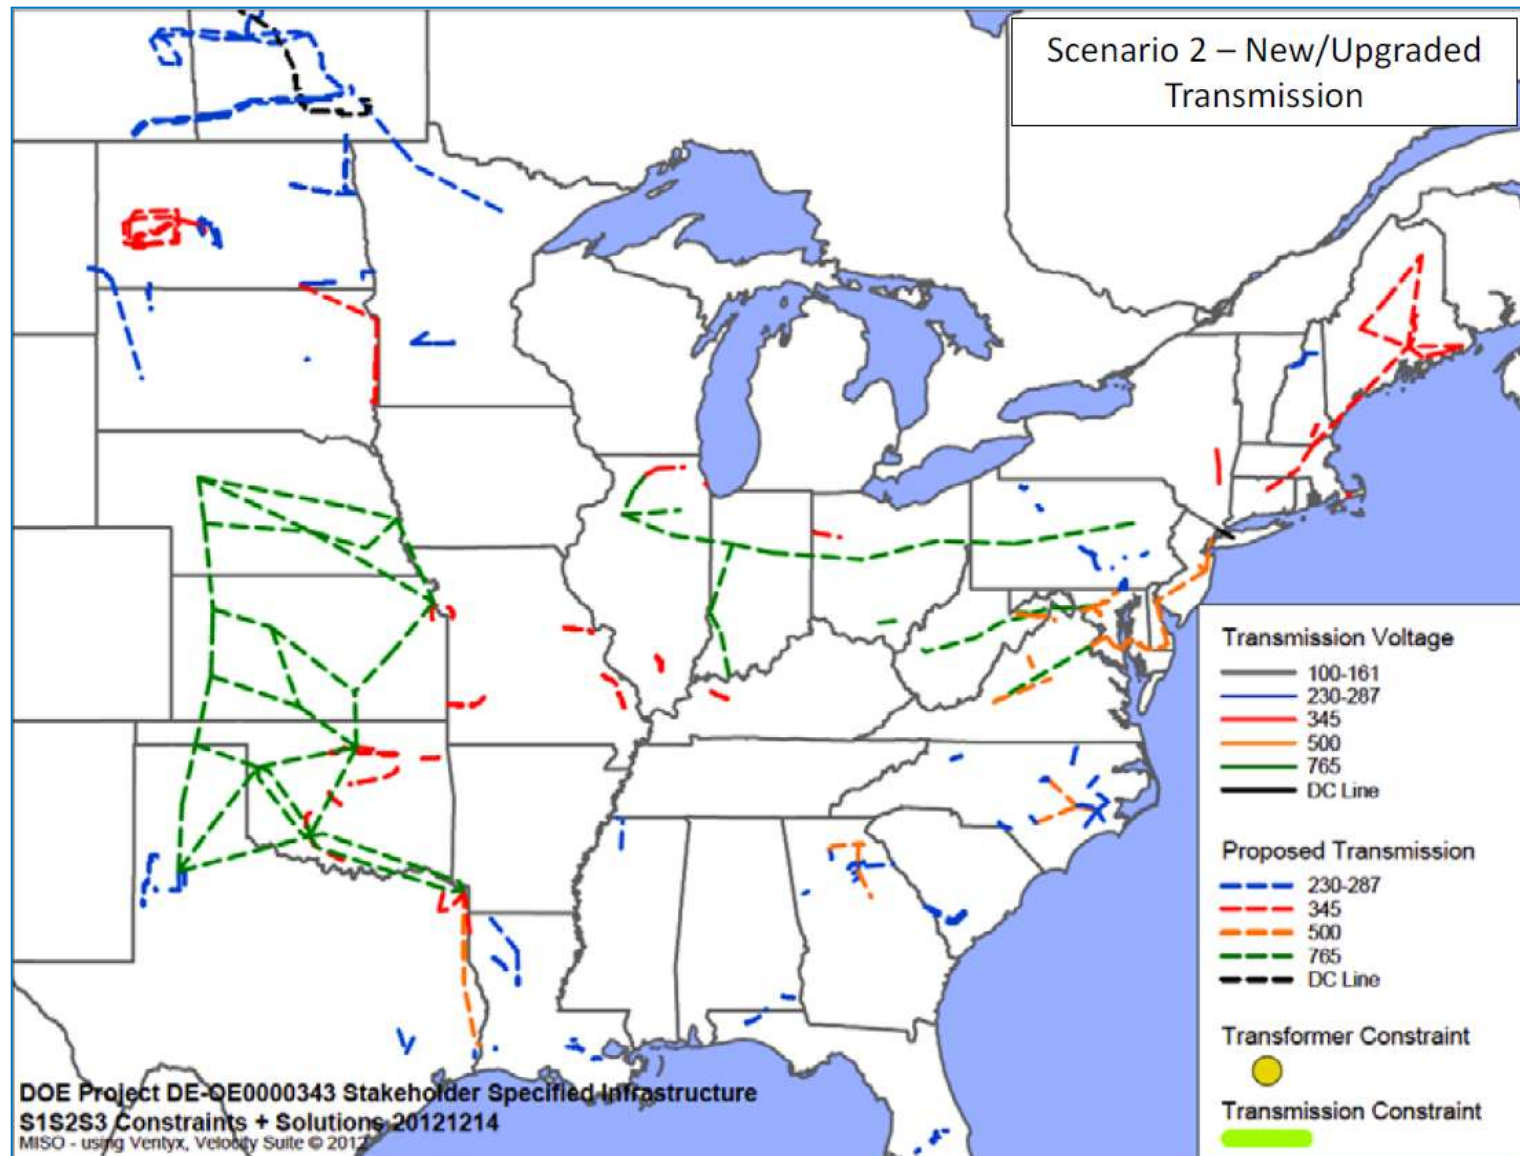 Scenario 2 – New/Upgraded
Transmission
Transmission Voltage
100-161
230-287
345
500
765
DC Line
Proposed Transmission
230-287
345
500
765
DC Line
Transformer Constraint
Transmission Constraint
DOE Project DE-OE0000343 Stakeholder Specified Infrastructure
S1S2S3 Constraints + Solutions 20121214
MISO - using Ventyx, Velocity Suite © 2012